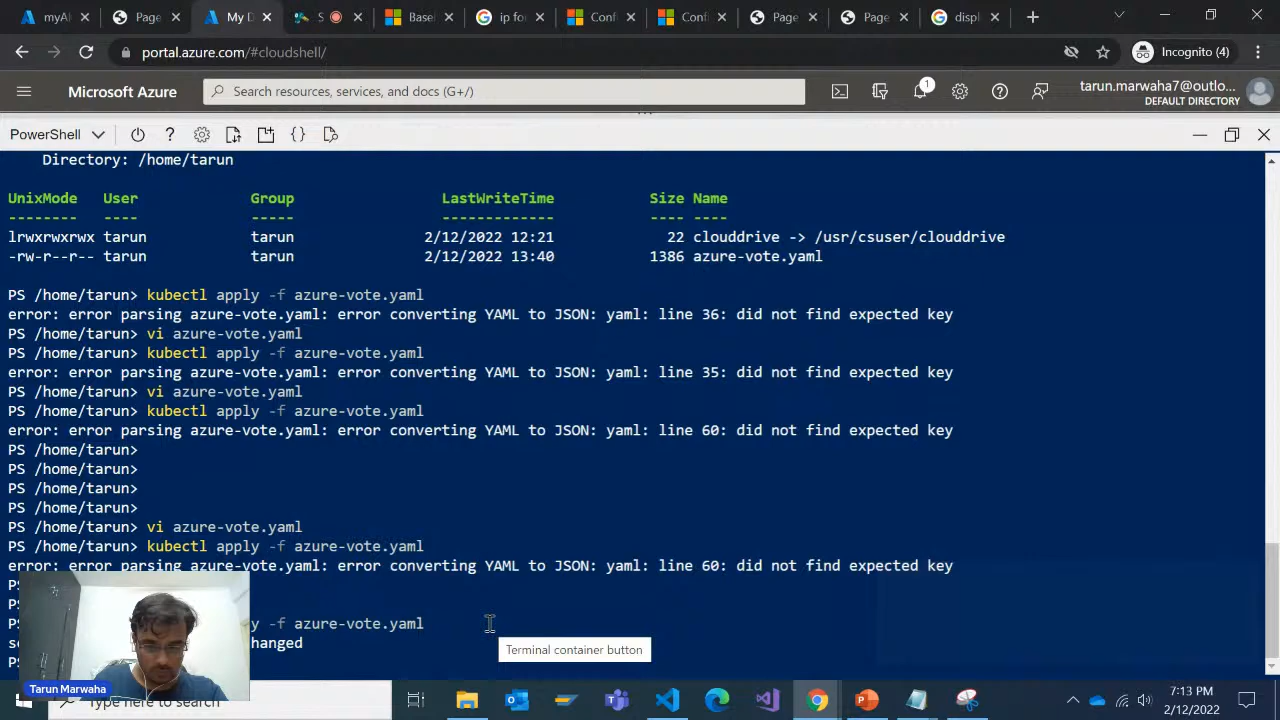 myAl
Page
My D
S
Basel
ip for
Confi
Confi
Page
Page
displ
portal.azure.com/#cloudshell/
Incognito (4)
Microsoft Azure
Search resources, services, and docs (G+/)
1
tarun.marwaha7@outlo...
DEFAULT DIRECTORY
PowerShell
Directory: /home/tarun
UnixMode User Group LastWriteTime Size Name
-------- ---- ----- ------------- ---- ----
lrwxrwxrwx tarun tarun 2/12/2022 12:21 22 clouddrive -> /usr/csuser/clouddrive
-rw-r--r-- tarun tarun 2/12/2022 13:40 1386 azure-vote.yaml
PS /home/tarun> kubectl apply -f azure-vote.yaml
error: error parsing azure-vote.yaml: error converting YAML to JSON: yaml: line 36: did not find expected key
PS /home/tarun> vi azure-vote.yaml
PS /home/tarun> kubectl apply -f azure-vote.yaml
error: error parsing azure-vote.yaml: error converting YAML to JSON: yaml: line 35: did not find expected key
PS /home/tarun> vi azure-vote.yaml
PS /home/tarun> kubectl apply -f azure-vote.yaml
error: error parsing azure-vote.yaml: error converting YAML to JSON: yaml: line 60: did not find expected key
PS /home/tarun>
PS /home/tarun>
PS /home/tarun>
PS /home/tarun>
PS /home/tarun> vi azure-vote.yaml
PS /home/tarun> kubectl apply -f azure-vote.yaml
error: error parsing azure-vote.yaml: error converting YAML to JSON: yaml: line 60: did not find expected key
PS
PS
PS y -f azure-vote.yaml
se hanged
PS
Terminal container button
Tarun Marwaha
Type here to search
7:13 PM
2/12/2022